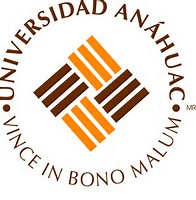 · UNIVERSIDAD ANÁHUAC ·
VINCE IN BONO MALUM
MR